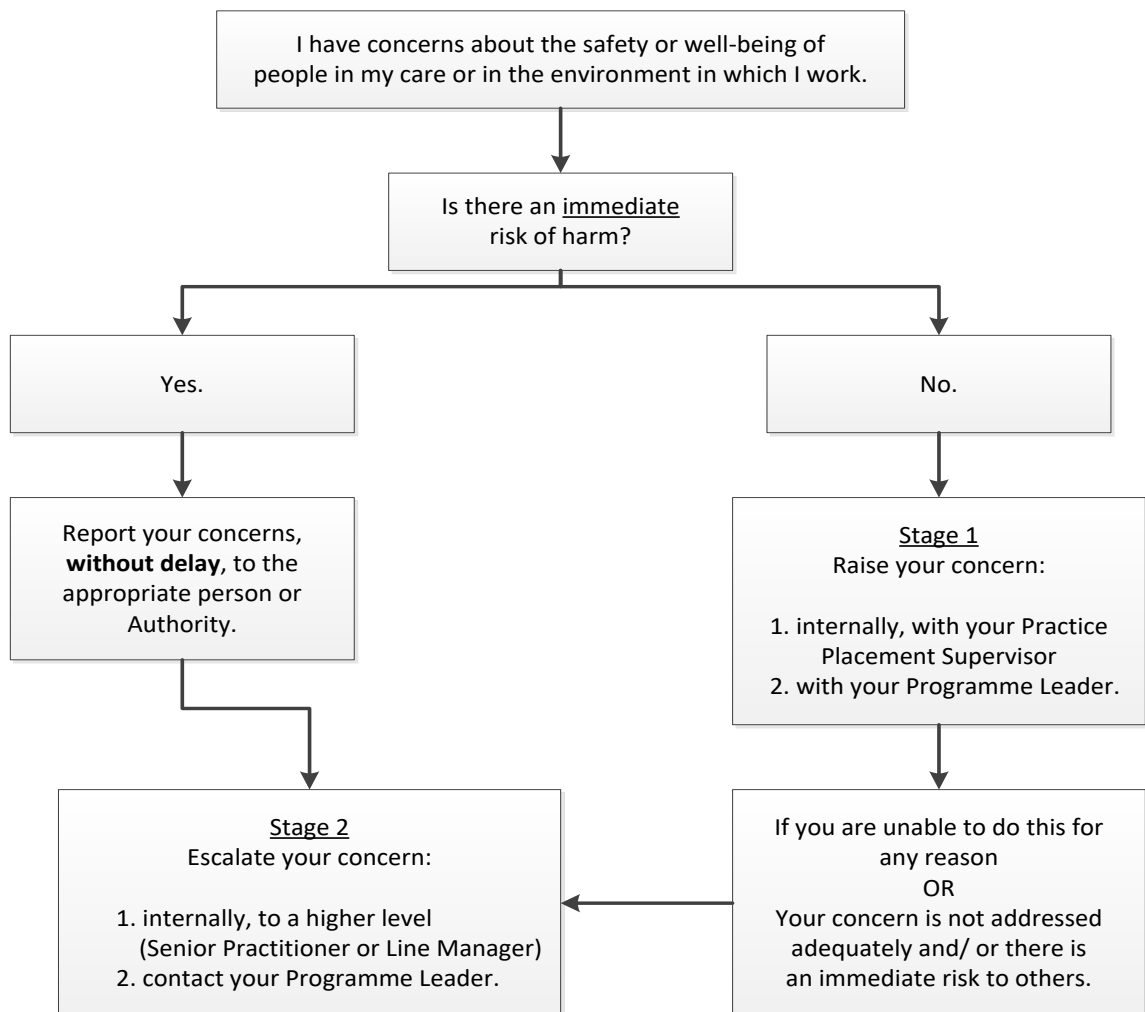 I have concerns about the safety or well-being of
people in my care or in the environment in which I work.
Is there an immediate
risk of harm?
Yes.
No.
Report your concerns,
without delay, to the
appropriate person or
Authority.
Stage 1
Raise your concern:
1. internally, with your Practice
Placement Supervisor
2. with your Programme Leader.
Stage 2
Escalate your concern:
1. internally, to a higher level
(Senior Practitioner or Line Manager)
2. contact your Programme Leader.
If you are unable to do this for
any reason
OR
Your concern is not addressed
adequately and/ or there is
an immediate risk to others.